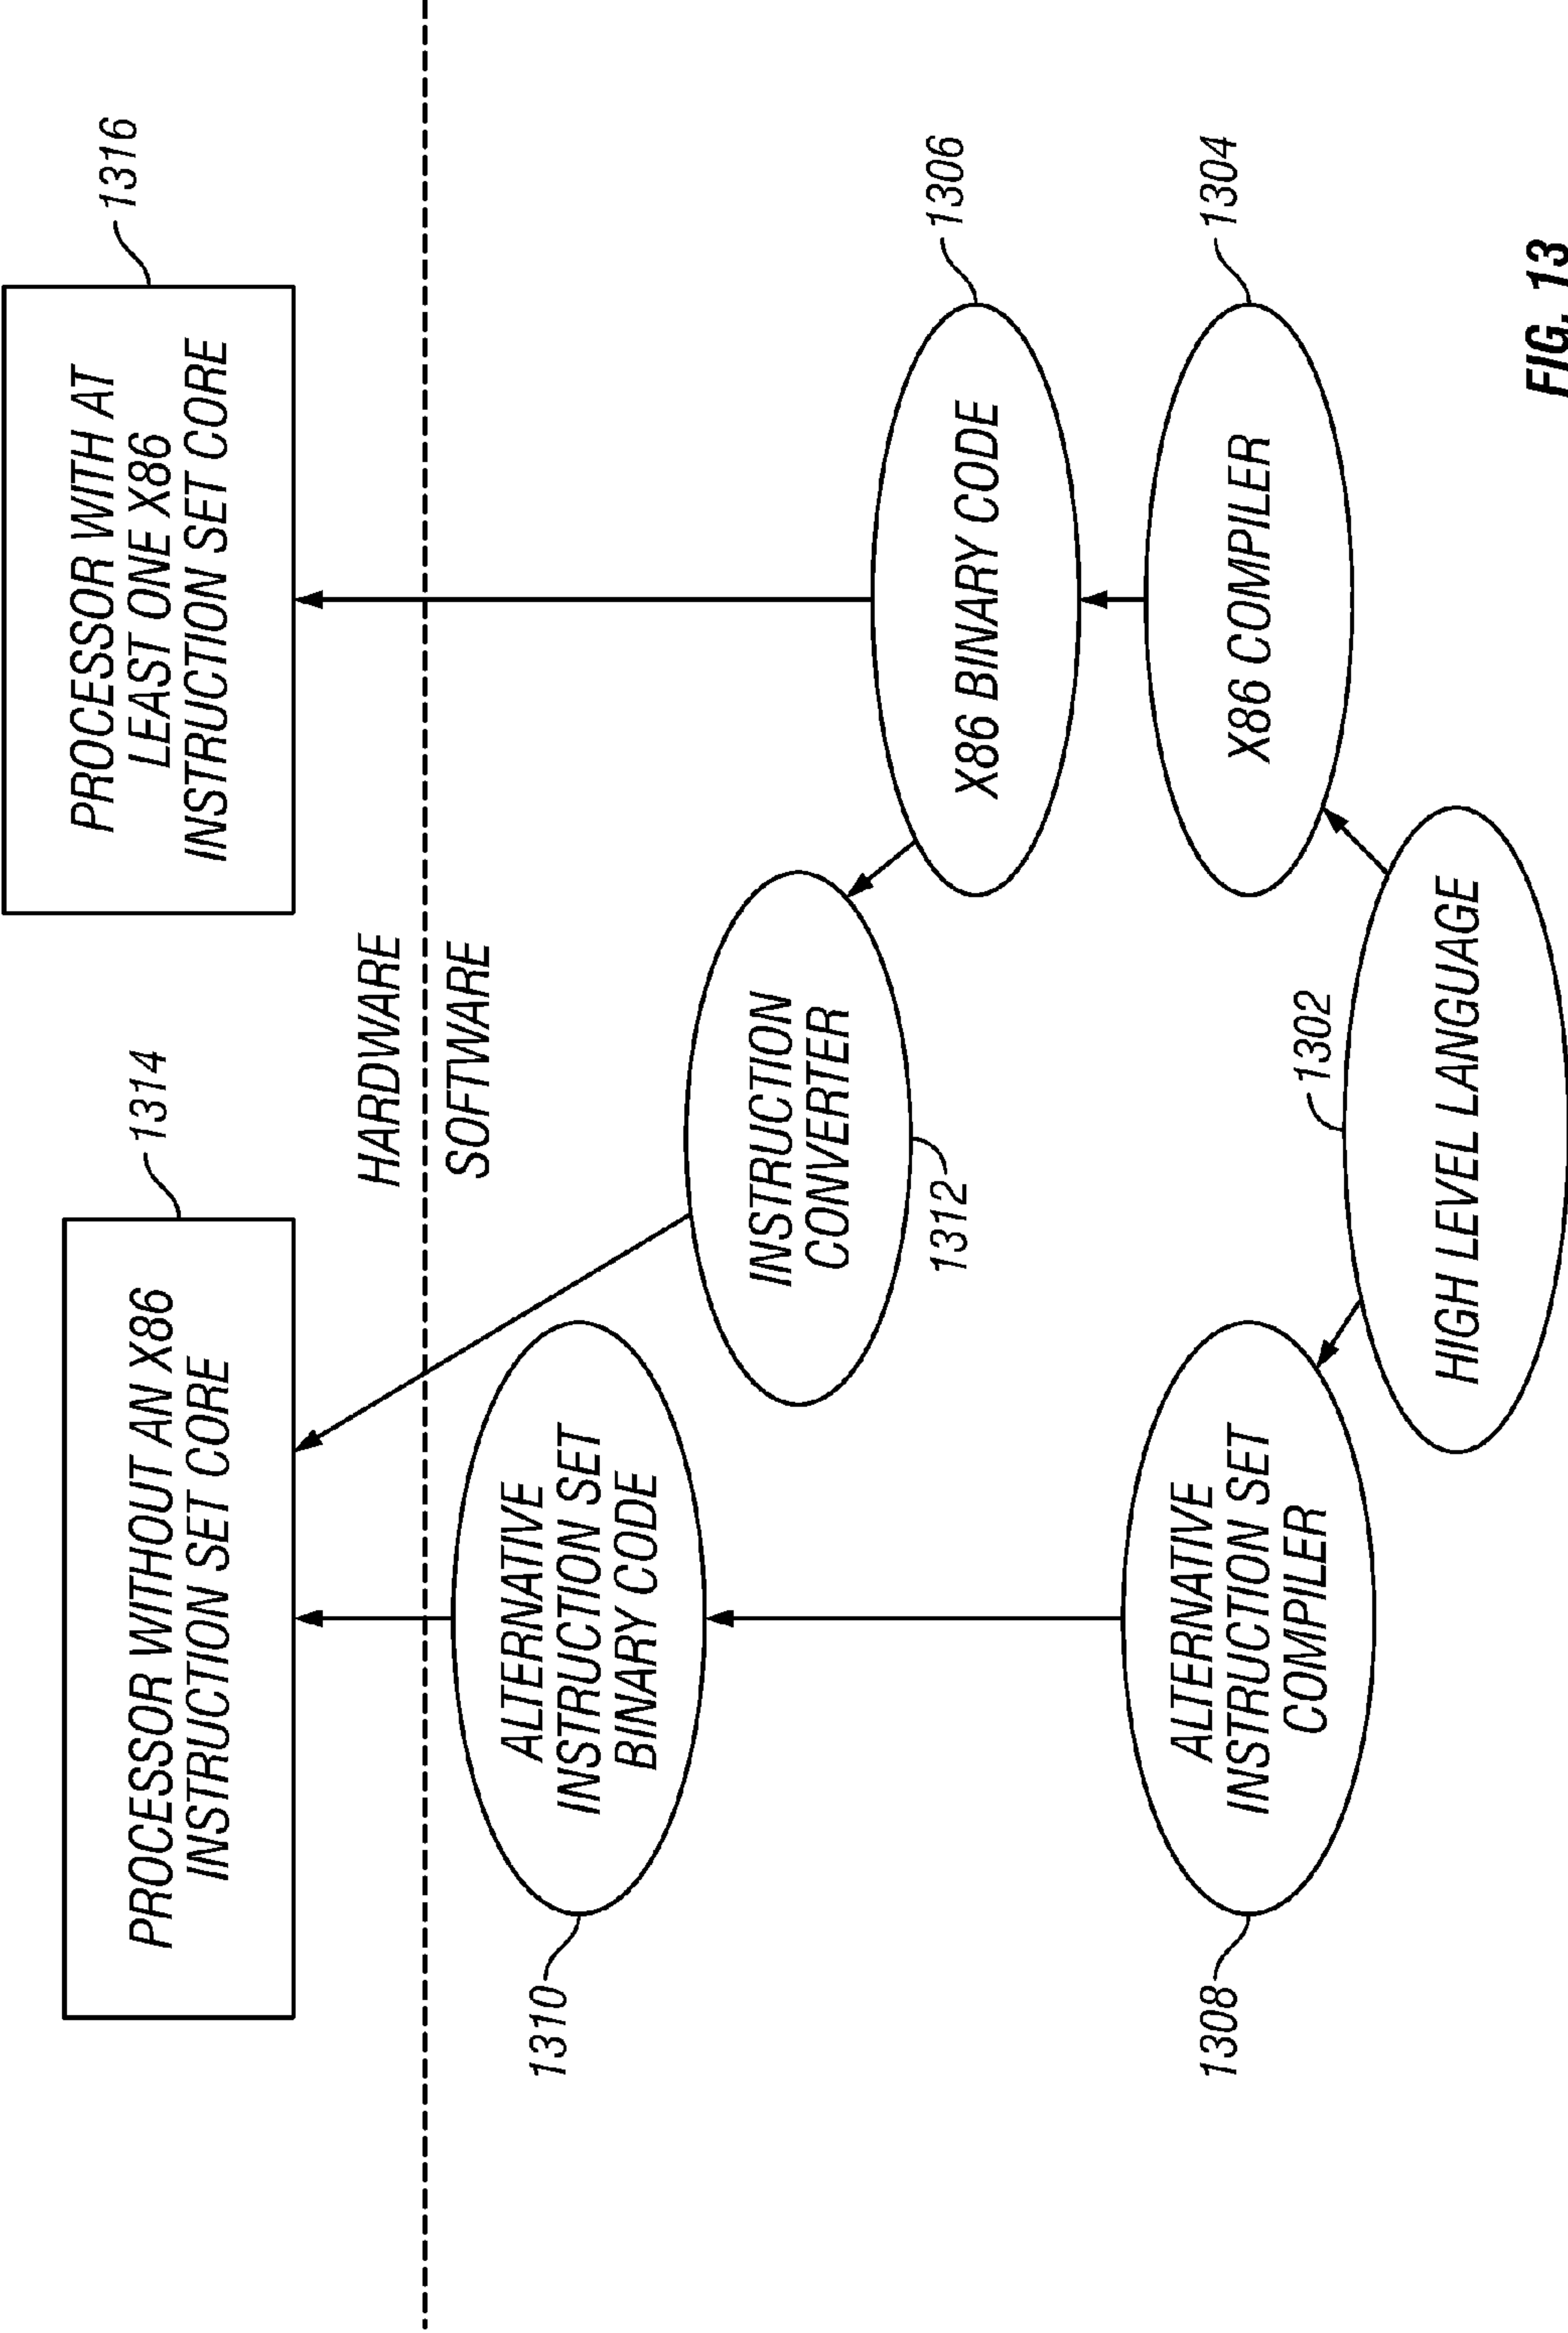 PROCESSOR WITHOUT AN X86
INSTRUCTION SET CORE
1314
PROCESSOR WITH AT
LEAST ONE X86
INSTRUCTION SET CORE
1316
HARDWARE
SOFTWARE
1310
ALTERNATIVE
INSTRUCTION SET
BINARY CODE
INSTRUCTION
CONVERTER
1312
X86 BINARY CODE
1306
1308
ALTERNATIVE
INSTRUCTION SET
COMPILER
1302
X86 COMPILER
1304
HIGH LEVEL LANGUAGE
FIG. 13